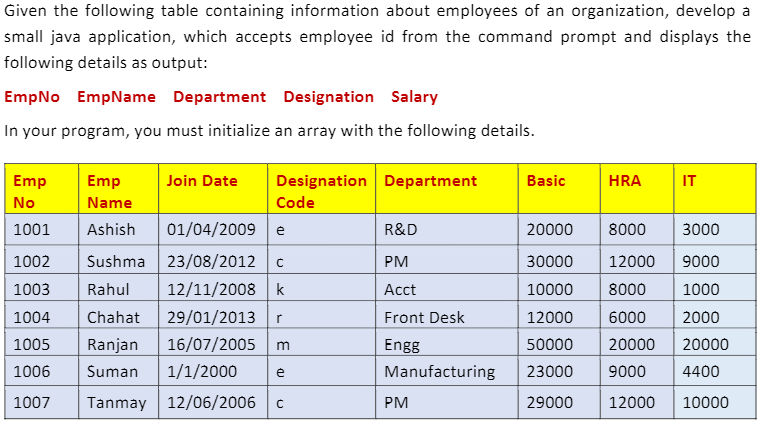 Given the following table containing information about employees of an organization, develop a
small java application, which accepts employee id from the command prompt and displays the
following details as output:
EmpNo EmpName Department Designation Salary
In your program, you must initialize an array with the following details.
Emp No Emp Name Join Date Designation Code Department Basic HRA IT
1001 Ashish 01/04/2009 e R&D 20000 8000 3000
1002 Sushma 23/08/2012 c PM 30000 12000 9000
1003 Rahul 12/11/2008 k Acct 10000 8000 1000
1004 Chahat 29/01/2013 r Front Desk 12000 6000 2000
1005 Ranjan 16/07/2005 m Engg 50000 20000 20000
1006 Suman 1/1/2000 e Manufacturing 23000 9000 4400
1007 Tanmay 12/06/2006 c PM 29000 12000 10000